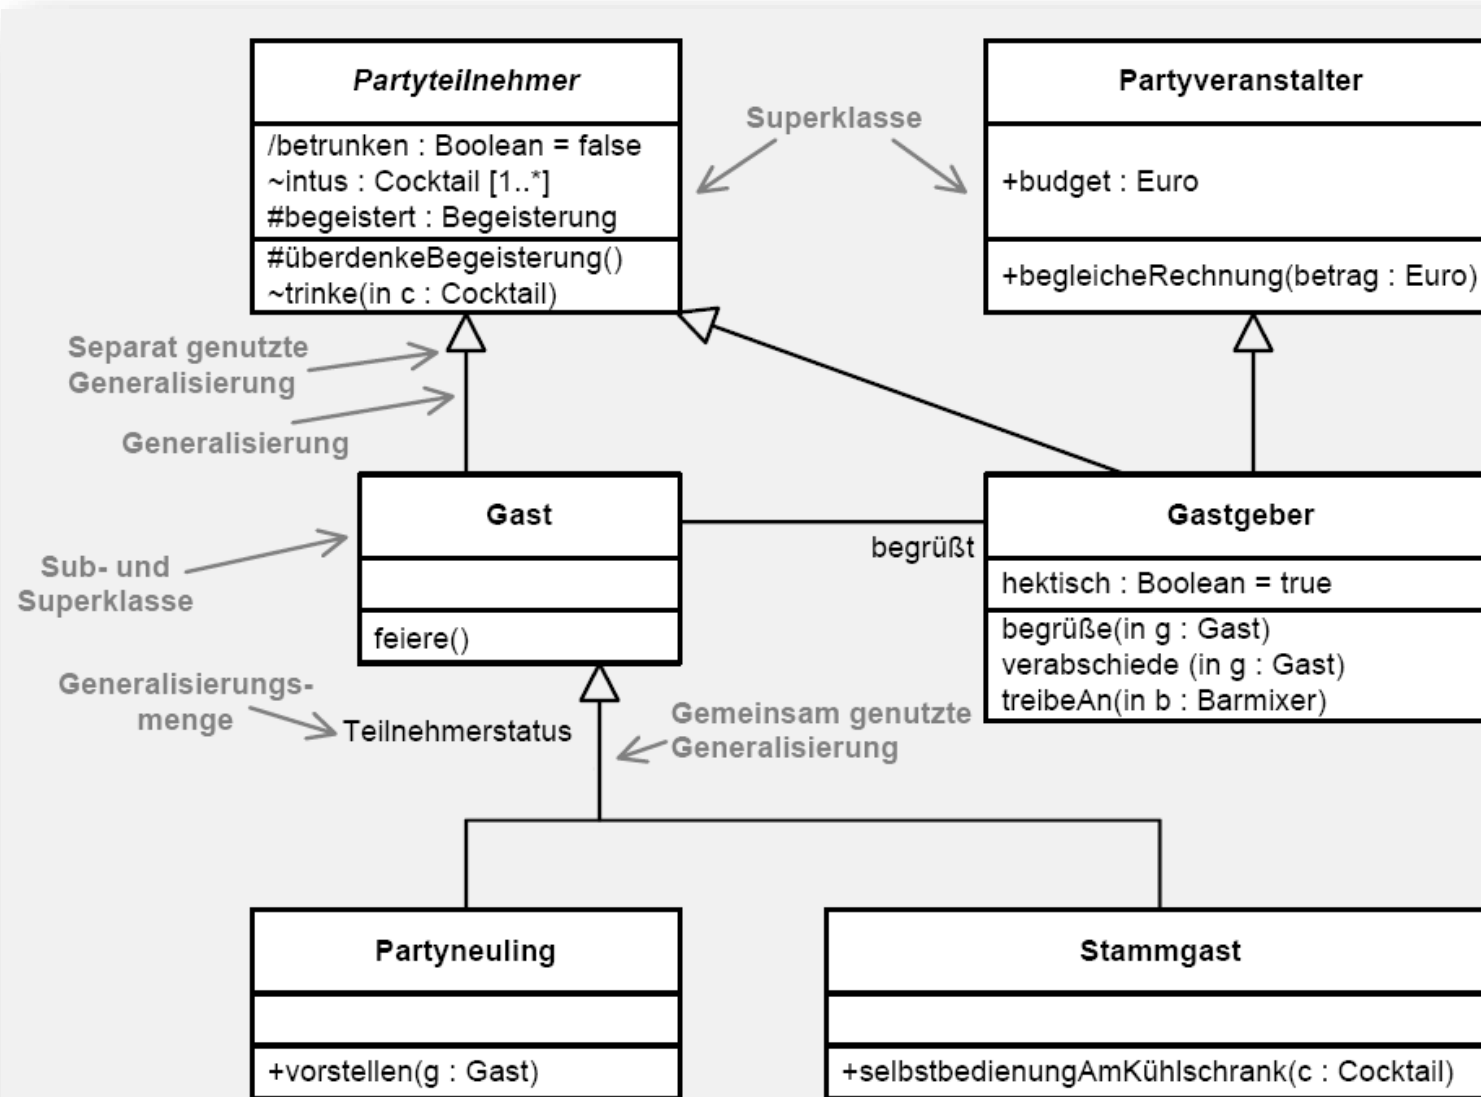 Partyteilnehmer
/betrunken : Boolean = false
~intus : Cocktail [1..*]
#begeistert : Begeisterung
#überdenkeBegeisterung()
~trinke(in c : Cocktail)
Superklasse
Partyveranstalter
+budget : Euro
+begleicheRechnung(betrag : Euro)
Separat genutzte
Generalisierung
Generalisierung
Sub- und
Superklasse
Gast
feiere()
begrüßt
Gastgeber
hektisch : Boolean = true
begrüße(in g : Gast)
verabschiede (in g : Gast)
treibeAn(in b : Barmixer)
Generalisierungs-
menge
Teilnehmerstatus
Gemeinsam genutzte
Generalisierung
Partyneuling
+vorstellen(g : Gast)
Stammgast
+selbstbedienungAmKühlschrank(c : Cocktail)